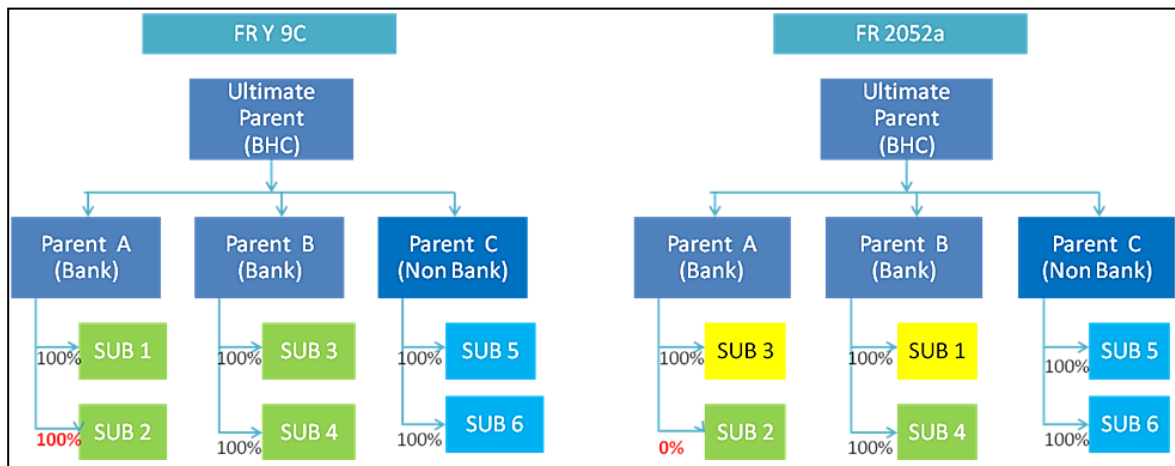 FR Y 9C
FR 2052a
Ultimate
Parent
(BHC)
Ultimate
Parent
(BHC)
Parent A
(Bank)
Parent B
(Bank)
Parent C
(Non Bank)
Parent A
(Bank)
Parent B
(Bank)
Parent C
(Non Bank)
100% SUB 1
100% SUB 3
100% SUB 5
100% SUB 3
100% SUB 1
100% SUB 5
100% SUB 2
100% SUB 4
100% SUB 6
0% SUB 2
100% SUB 4
100% SUB 6